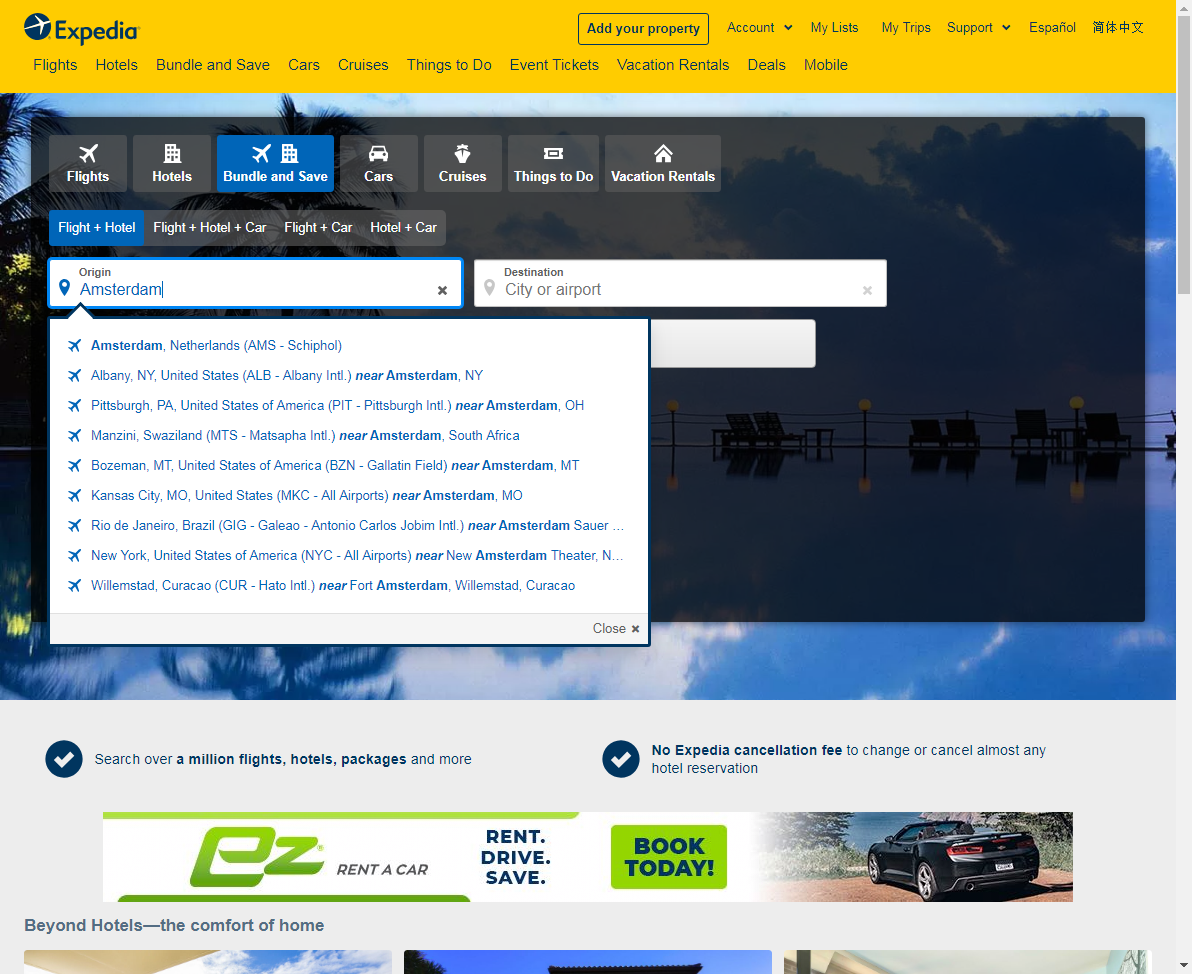 Expedia
Add your property
Account
My Lists
My Trips
Support
Español
简体中文
Flights
Hotels
Bundle and Save
Cars
Cruises
Things to Do
Event Tickets
Vacation Rentals
Deals
Mobile
Flights
Hotels
Bundle and Save
Cars
Cruises
Things to Do
Vacation Rentals
Flight + Hotel
Flight + Hotel + Car
Flight + Car
Hotel + Car
Origin
Amsterdam
Destination
City or airport
Amsterdam, Netherlands (AMS - Schiphol)
Albany, NY, United States (ALB - Albany Intl.) near Amsterdam, NY
Pittsburgh, PA, United States of America (PIT - Pittsburgh Intl.) near Amsterdam, OH
Manzini, Swaziland (MTS - Matsapha Intl.) near Amsterdam, South Africa
Bozeman, MT, United States of America (BZN - Gallatin Field) near Amsterdam, MT
Kansas City, MO, United States (MKC - All Airports) near Amsterdam, MO
Rio de Janeiro, Brazil (GIG - Galeao - Antonio Carlos Jobim Intl.) near Amsterdam Sauer ...
New York, United States of America (NYC - All Airports) near New Amsterdam Theater, N...
Willemstad, Curacao (CUR - Hato Intl.) near Fort Amsterdam, Willemstad, Curacao
Close
Search over a million flights, hotels, packages and more
No Expedia cancellation fee to change or cancel almost any
hotel reservation
ez RENT A CAR
RENT.
DRIVE.
SAVE.
BOOK
TODAY!
Beyond Hotels—the comfort of home